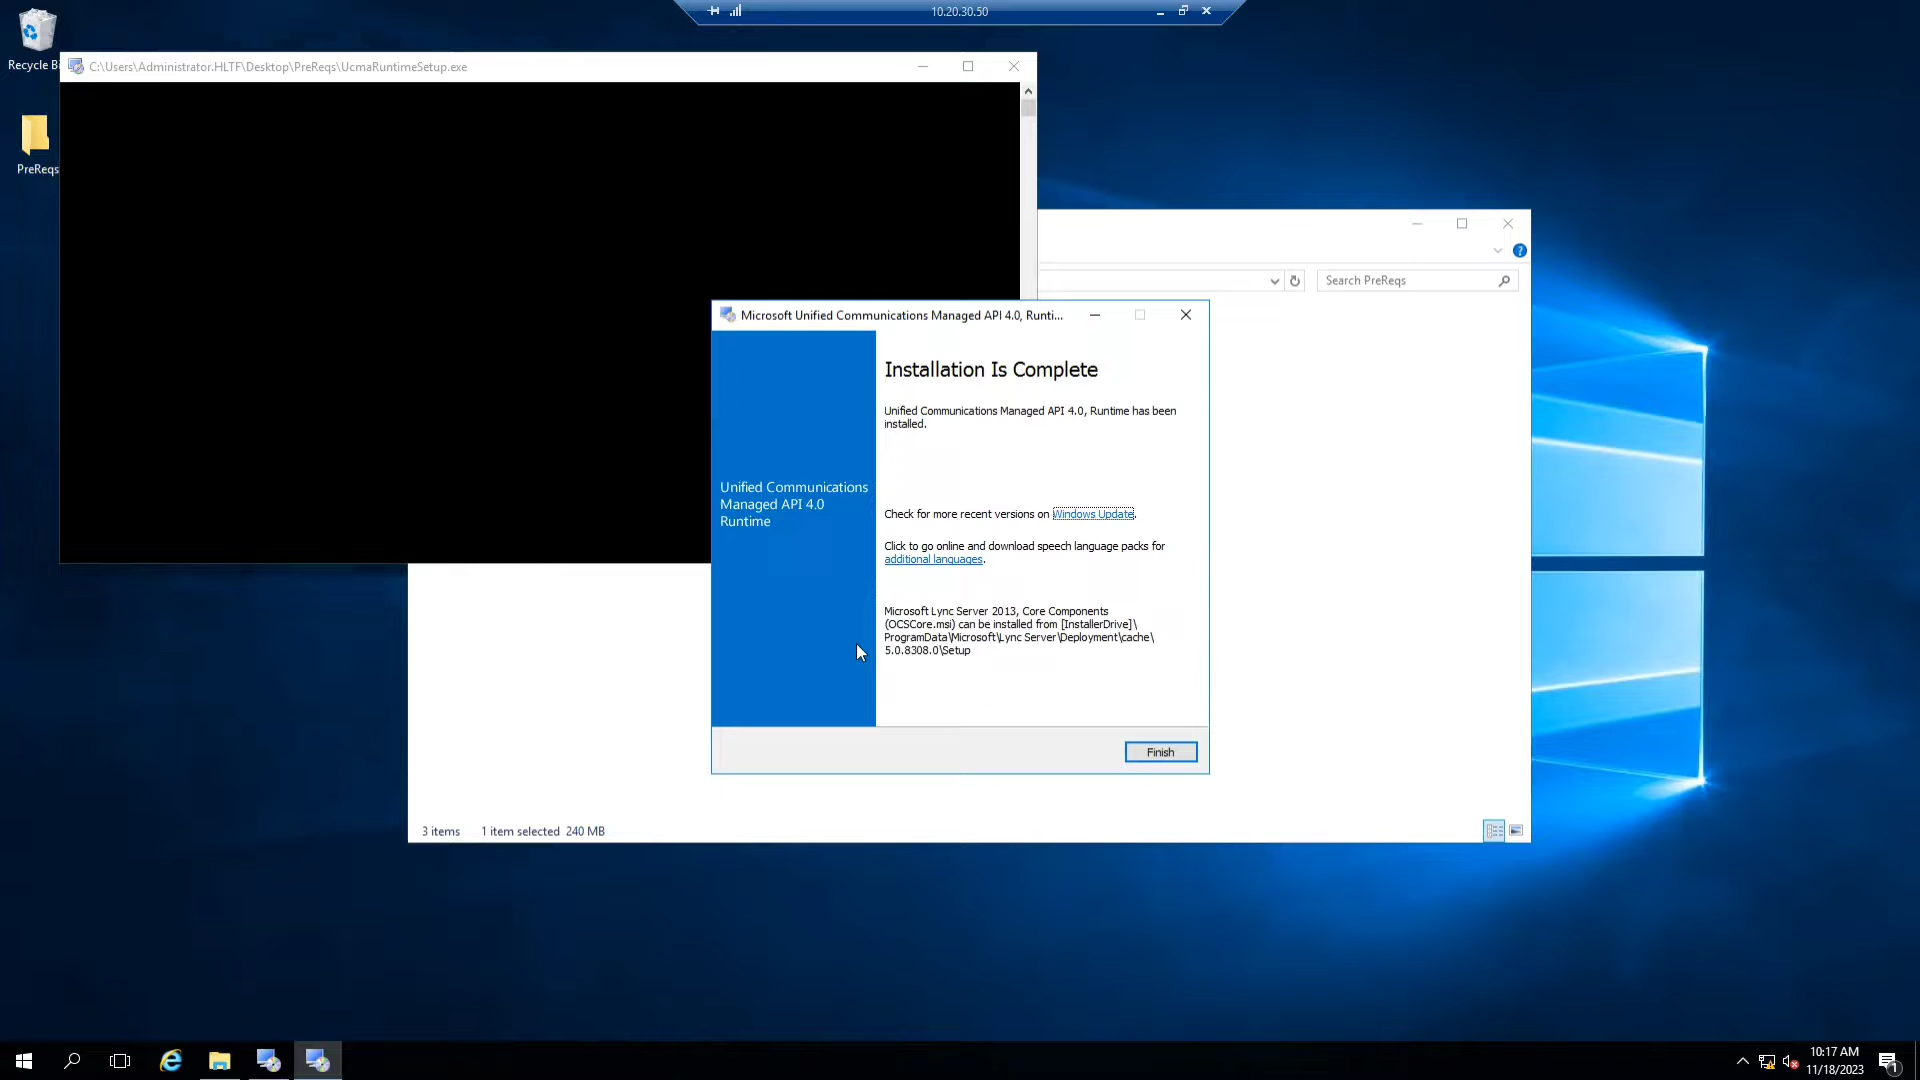 10.20.30.50
Recycle Bi
C:\Users\Administrator.HLTF\Desktop\PreReqs\UcmaRuntimeSetup.exe
PreReqs
Search PreReqs
Microsoft Unified Communications Managed API 4.0, Runti...
Installation Is Complete
Unified Communications Managed API 4.0, Runtime has been
installed.
Unified Communications
Managed API 4.0
Runtime
Check for more recent versions on Windows Update.
Click to go online and download speech language packs for
additional languages.
Microsoft Lync Server 2013, Core Components
(OCSCore.msi) can be installed from [InstallerDrive]\
ProgramData\Microsoft\Lync Server\Deployment\cache\
5.0.8308.0\Setup
Finish
3 items 1 item selected 240 MB
10:17 AM
11/18/2023
1